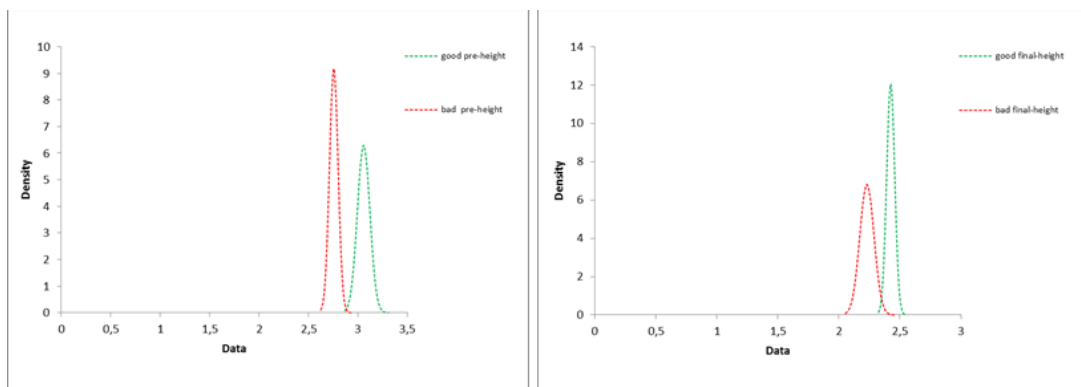 10
9
8
7
6
5
4
3
2
1
0
Density
0 0,5 1 1,5 2 2,5 3 3,5
Data
good pre-height
bad pre-height
14
12
10
8
6
4
2
0
Density
0 0,5 1 1,5 2 2,5 3
Data
good final-height
bad final-height